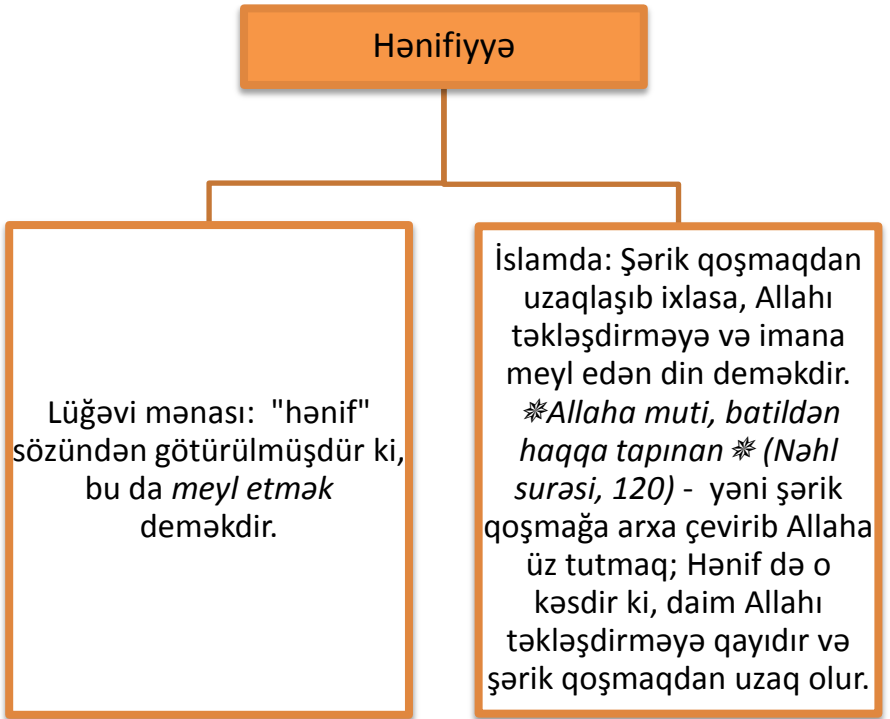 Hənifiyyə
Lüğəvi mənası: "hənif"
sözündən götürülmüşdür ki,
bu da meyl etmək
deməkdir.
İslamda: Şərik qoşmaqdan
uzaqlaşıb ixlasa, Allahı
təkləşdirməyə və imana
meyl edən din deməkdir.
✵Allaha muti, batildən
haqqa tapınan ✵ (Nəhl
surəsi, 120) - yəni şərik
qoşmağa arxa çevirib Allaha
üz tutmaq; Hənif də o
kəsdir ki, daim Allahı
təkləşdirməyə qayıdır və
şərik qoşmaqdan uzaq olur.